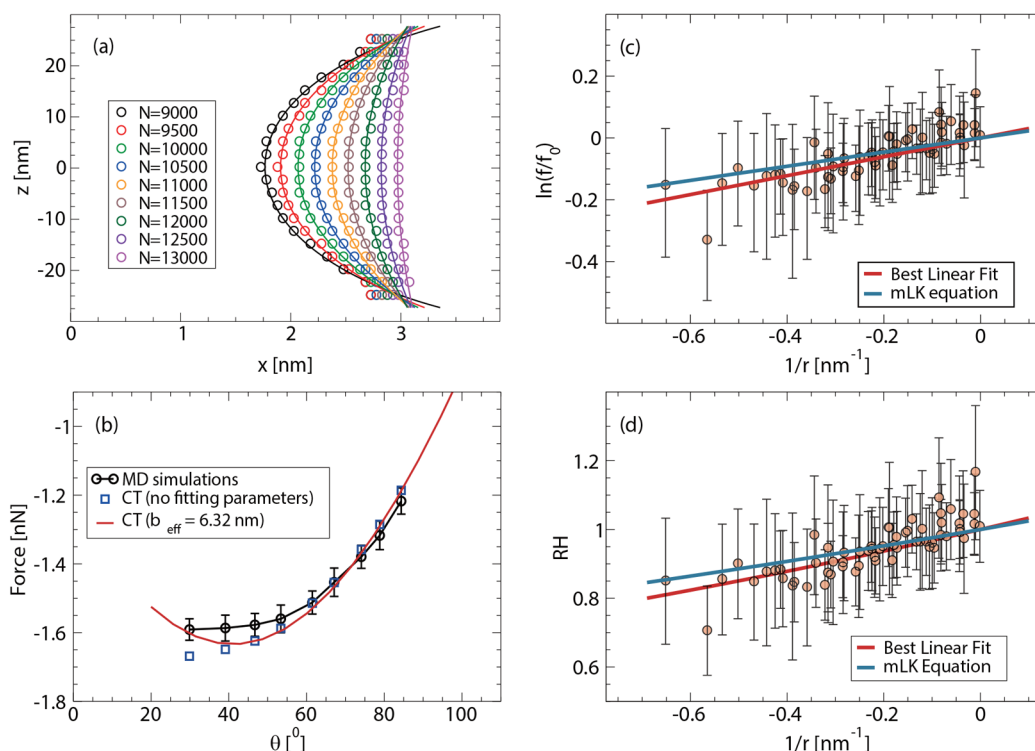 (a)
20
10
0
-10
-20
z [nm]
N=9000
N=9500
N=10000
N=10500
N=11000
N=11500
N=12000
N=12500
N=13000
0
1
2
3
x [nm]
(c)
0.2
0
-0.2
-0.4
ln(f/f0)
Best Linear Fit
mLK equation
-0.6
-0.4
-0.2
0
1/r [nm⁻¹]
(b)
-1
-1.2
-1.4
-1.6
-1.8
Force [nN]
MD simulations
CT (no fitting parameters)
CT (b eff = 6.32 nm)
0
20
40
60
80
100
θ [⁰]
(d)
1.4
1.2
1
0.8
0.6
RH
Best Linear Fit
mLK Equation
-0.6
-0.4
-0.2
0
1/r [nm⁻¹]